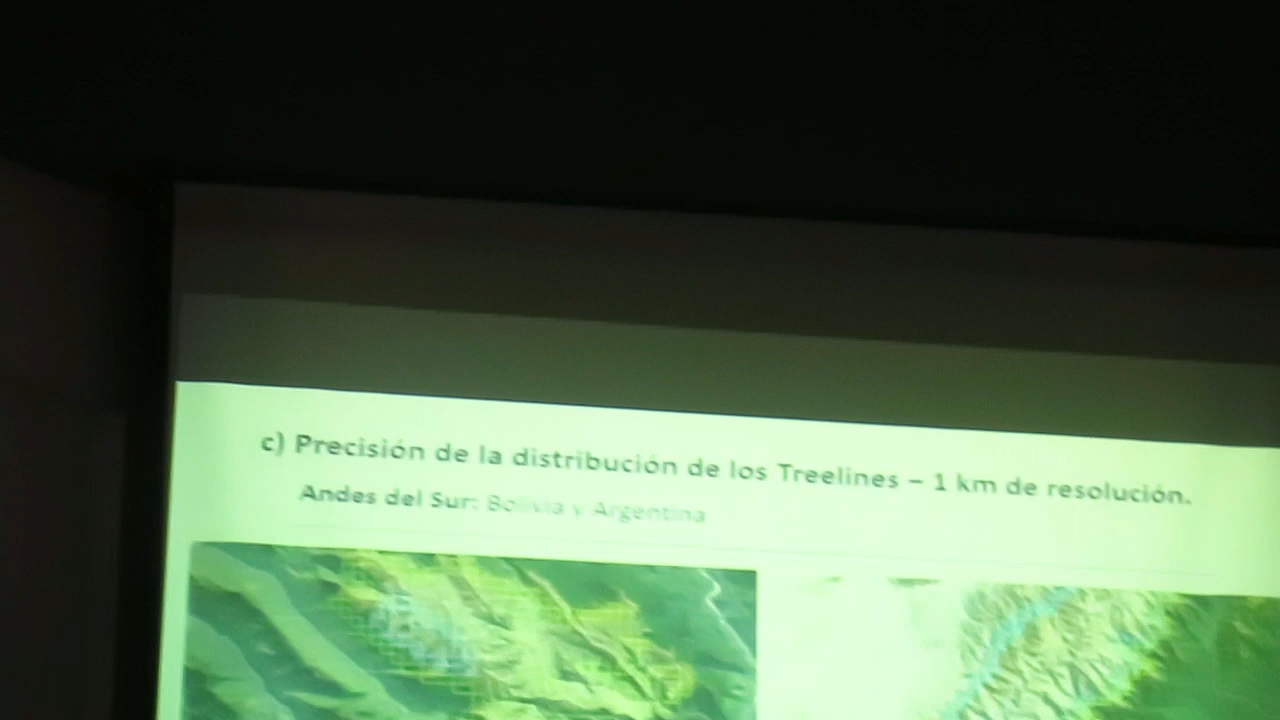 c) Precisión de la distribución de los Treelines – 1 km de resolución.
Andes del Sur: Bolivia y Argentina